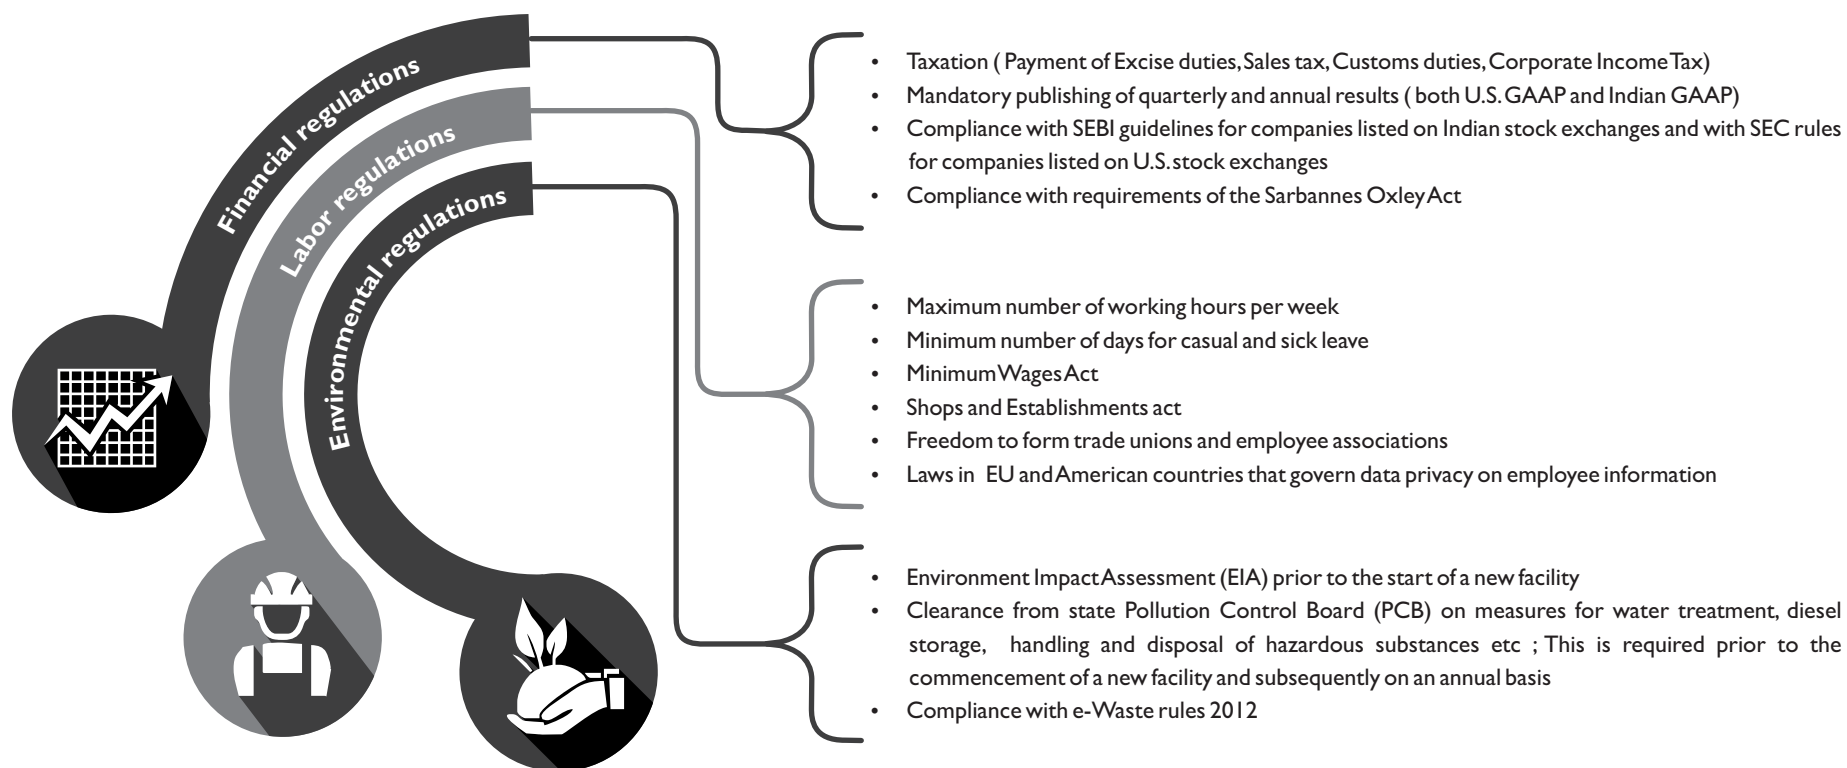 Financial regulations
Labor regulations
Environmental regulations
• Taxation ( Payment of Excise duties, Sales tax, Customs duties, Corporate Income Tax)
• Mandatory publishing of quarterly and annual results ( both U.S. GAAP and Indian GAAP)
• Compliance with SEBI guidelines for companies listed on Indian stock exchanges and with SEC rules
for companies listed on U.S. stock exchanges
• Compliance with requirements of the Sarbannes Oxley Act
• Maximum number of working hours per week
• Minimum number of days for casual and sick leave
• Minimum Wages Act
• Shops and Establishments act
• Freedom to form trade unions and employee associations
• Laws in EU and American countries that govern data privacy on employee information
• Environment Impact Assessment (EIA) prior to the start of a new facility
• Clearance from state Pollution Control Board (PCB) on measures for water treatment, diesel
storage, handling and disposal of hazardous substances etc ; This is required prior to the
commencement of a new facility and subsequently on an annual basis
• Compliance with e-Waste rules 2012